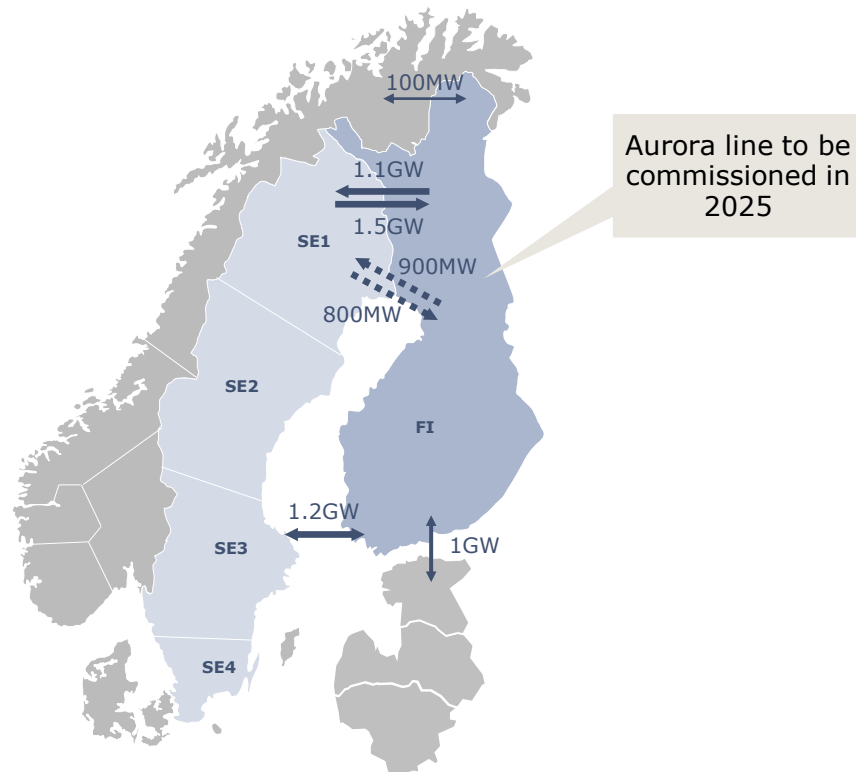 100MW
Aurora line to be
commissioned in
2025
1.1GW
1.5GW
SE1
900MW
800MW
SE2
FI
1.2GW
SE3
1GW
SE4